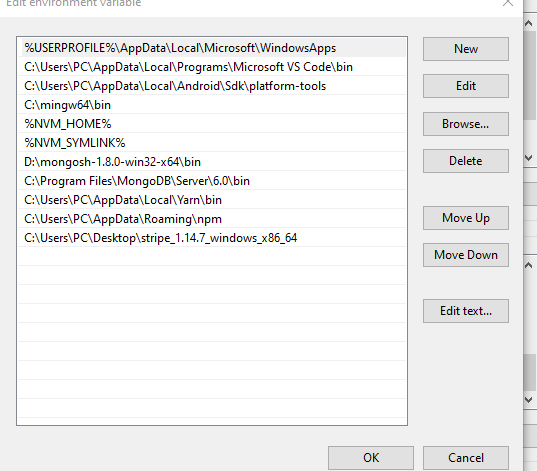 Edit environment variable
%USERPROFILE%\AppData\Local\Microsoft\WindowsApps
C:\Users\PC\AppData\Local\Programs\Microsoft VS Code\bin
C:\Users\PC\AppData\Local\Android\Sdk\platform-tools
C:\mingw64\bin
%NVM_HOME%
%NVM_SYMLINK%
D:\mongosh-1.8.0-win32-x64\bin
C:\Program Files\MongoDB\Server\6.0\bin
C:\Users\PC\AppData\Local\Yarn\bin
C:\Users\PC\AppData\Roaming\npm
C:\Users\PC\Desktop\stripe_1.14.7_windows_x86_64
New
Edit
Browse...
Delete
Move Up
Move Down
Edit text...
OK
Cancel